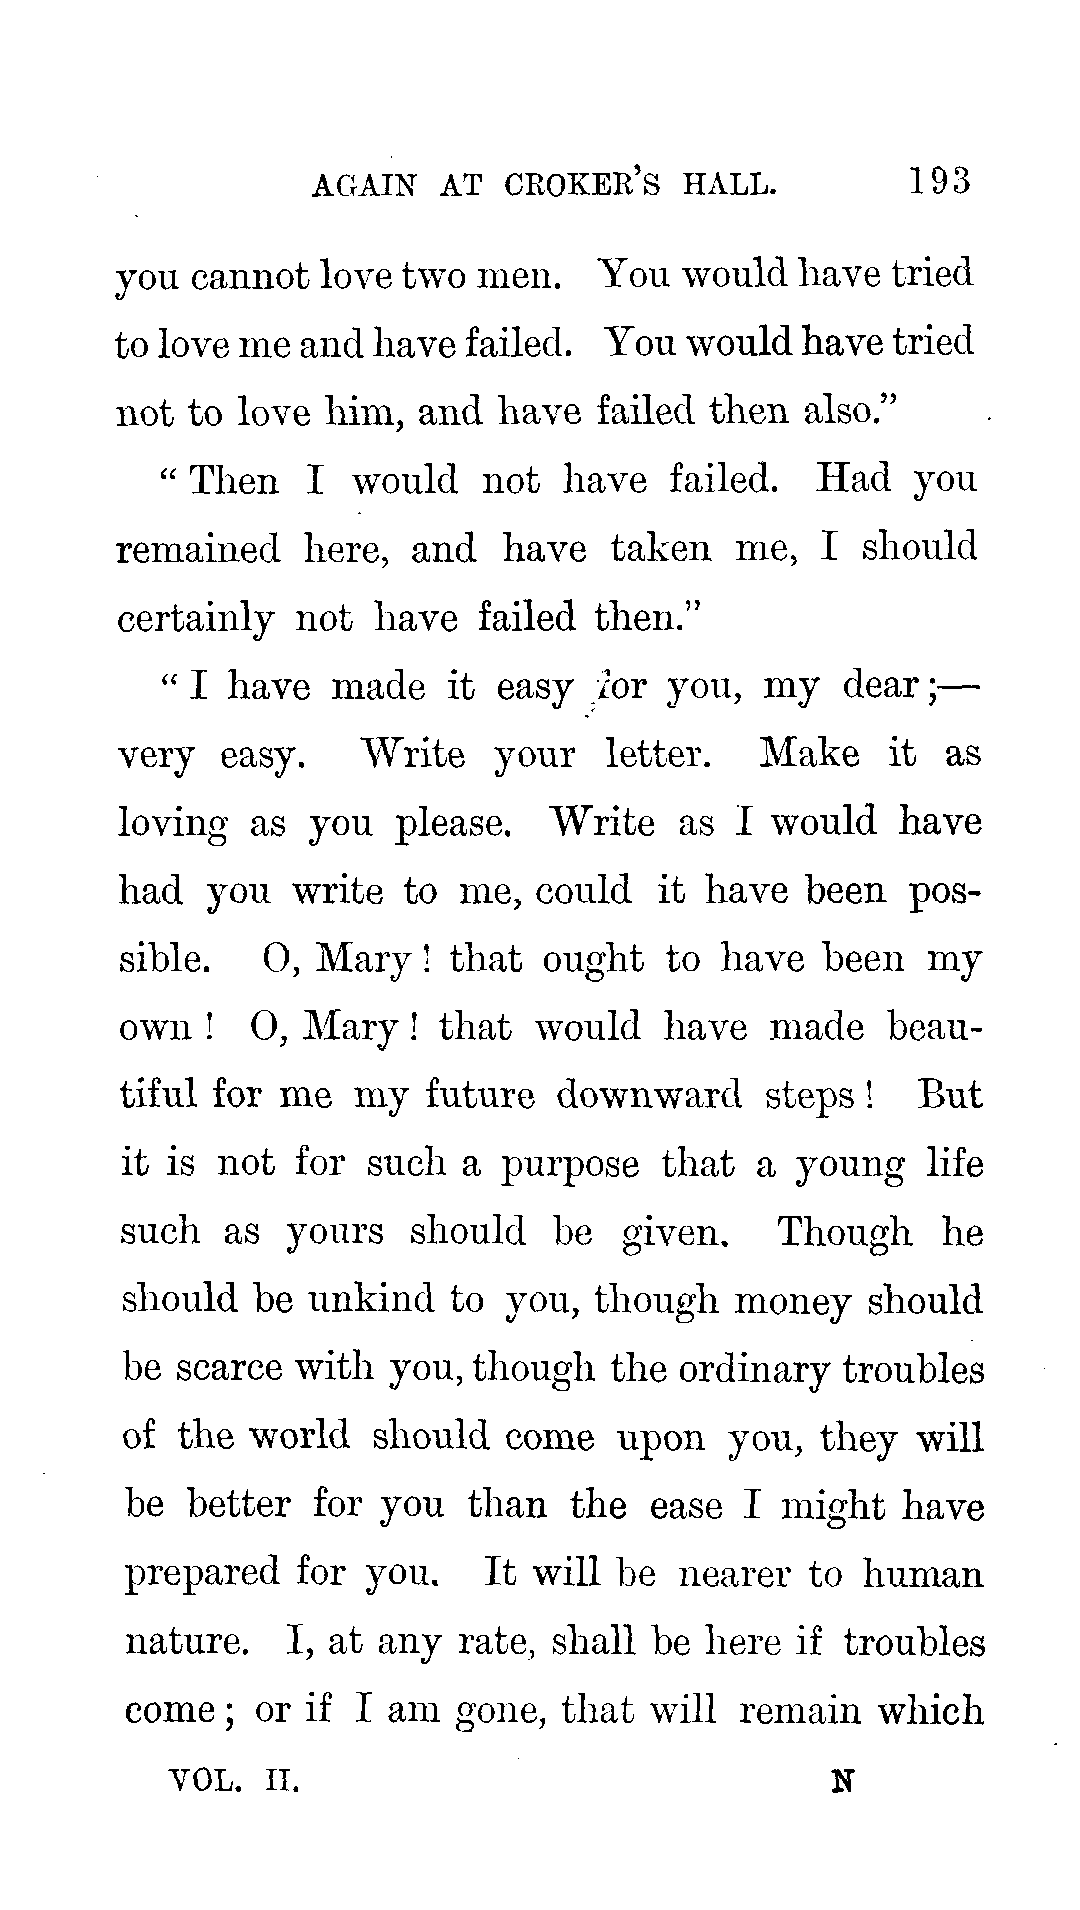 AGAIN AT CROKER'S HALL. 193
you cannot love two men. You would have tried
to love me and have failed. You would have tried
not to love him, and have failed then also."
"Then I would not have failed. Had you
remained here, and have taken me, I should
certainly not have failed then."
"I have made it easy for you, my dear;—
very easy. Write your letter. Make it as
loving as you please. Write as I would have
had you write to me, could it have been pos-
sible. O, Mary! that ought to have been my
own! O, Mary! that would have made beau-
tiful for me my future downward steps! But
it is not for such a purpose that a young life
such as yours should be given. Though he
should be unkind to you, though money should
be scarce with you, though the ordinary troubles
of the world should come upon you, they will
be better for you than the ease I might have
prepared for you. It will be nearer to human
nature. I, at any rate, shall be here if troubles
come; or if I am gone, that will remain which
VOL. II. N